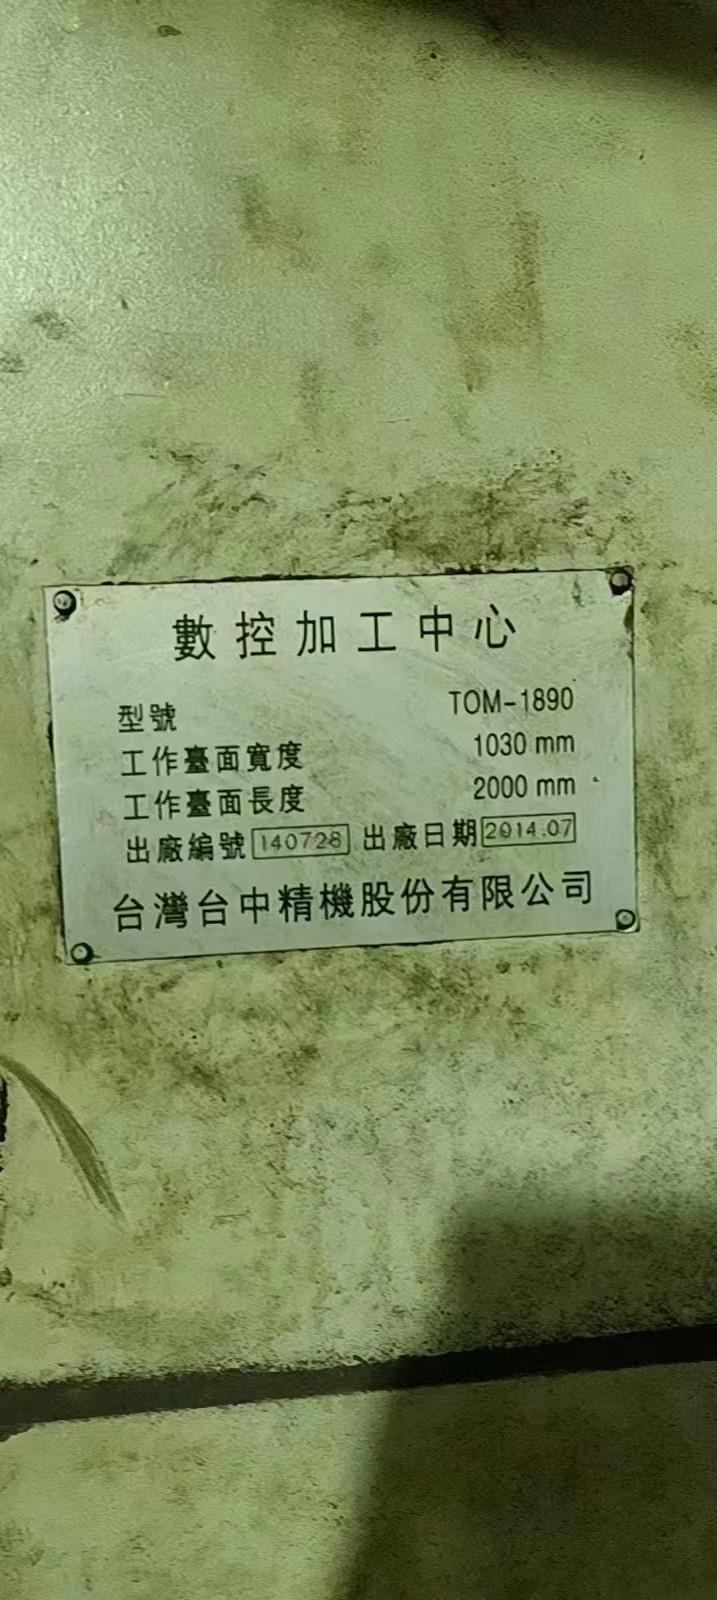 數控加工中心
型號 TOM-1890
工作臺面寬度 1030 mm
工作臺面長度 2000 mm
出廠編號 140728 出廠日期 2014.07
台灣台中精機股份有限公司